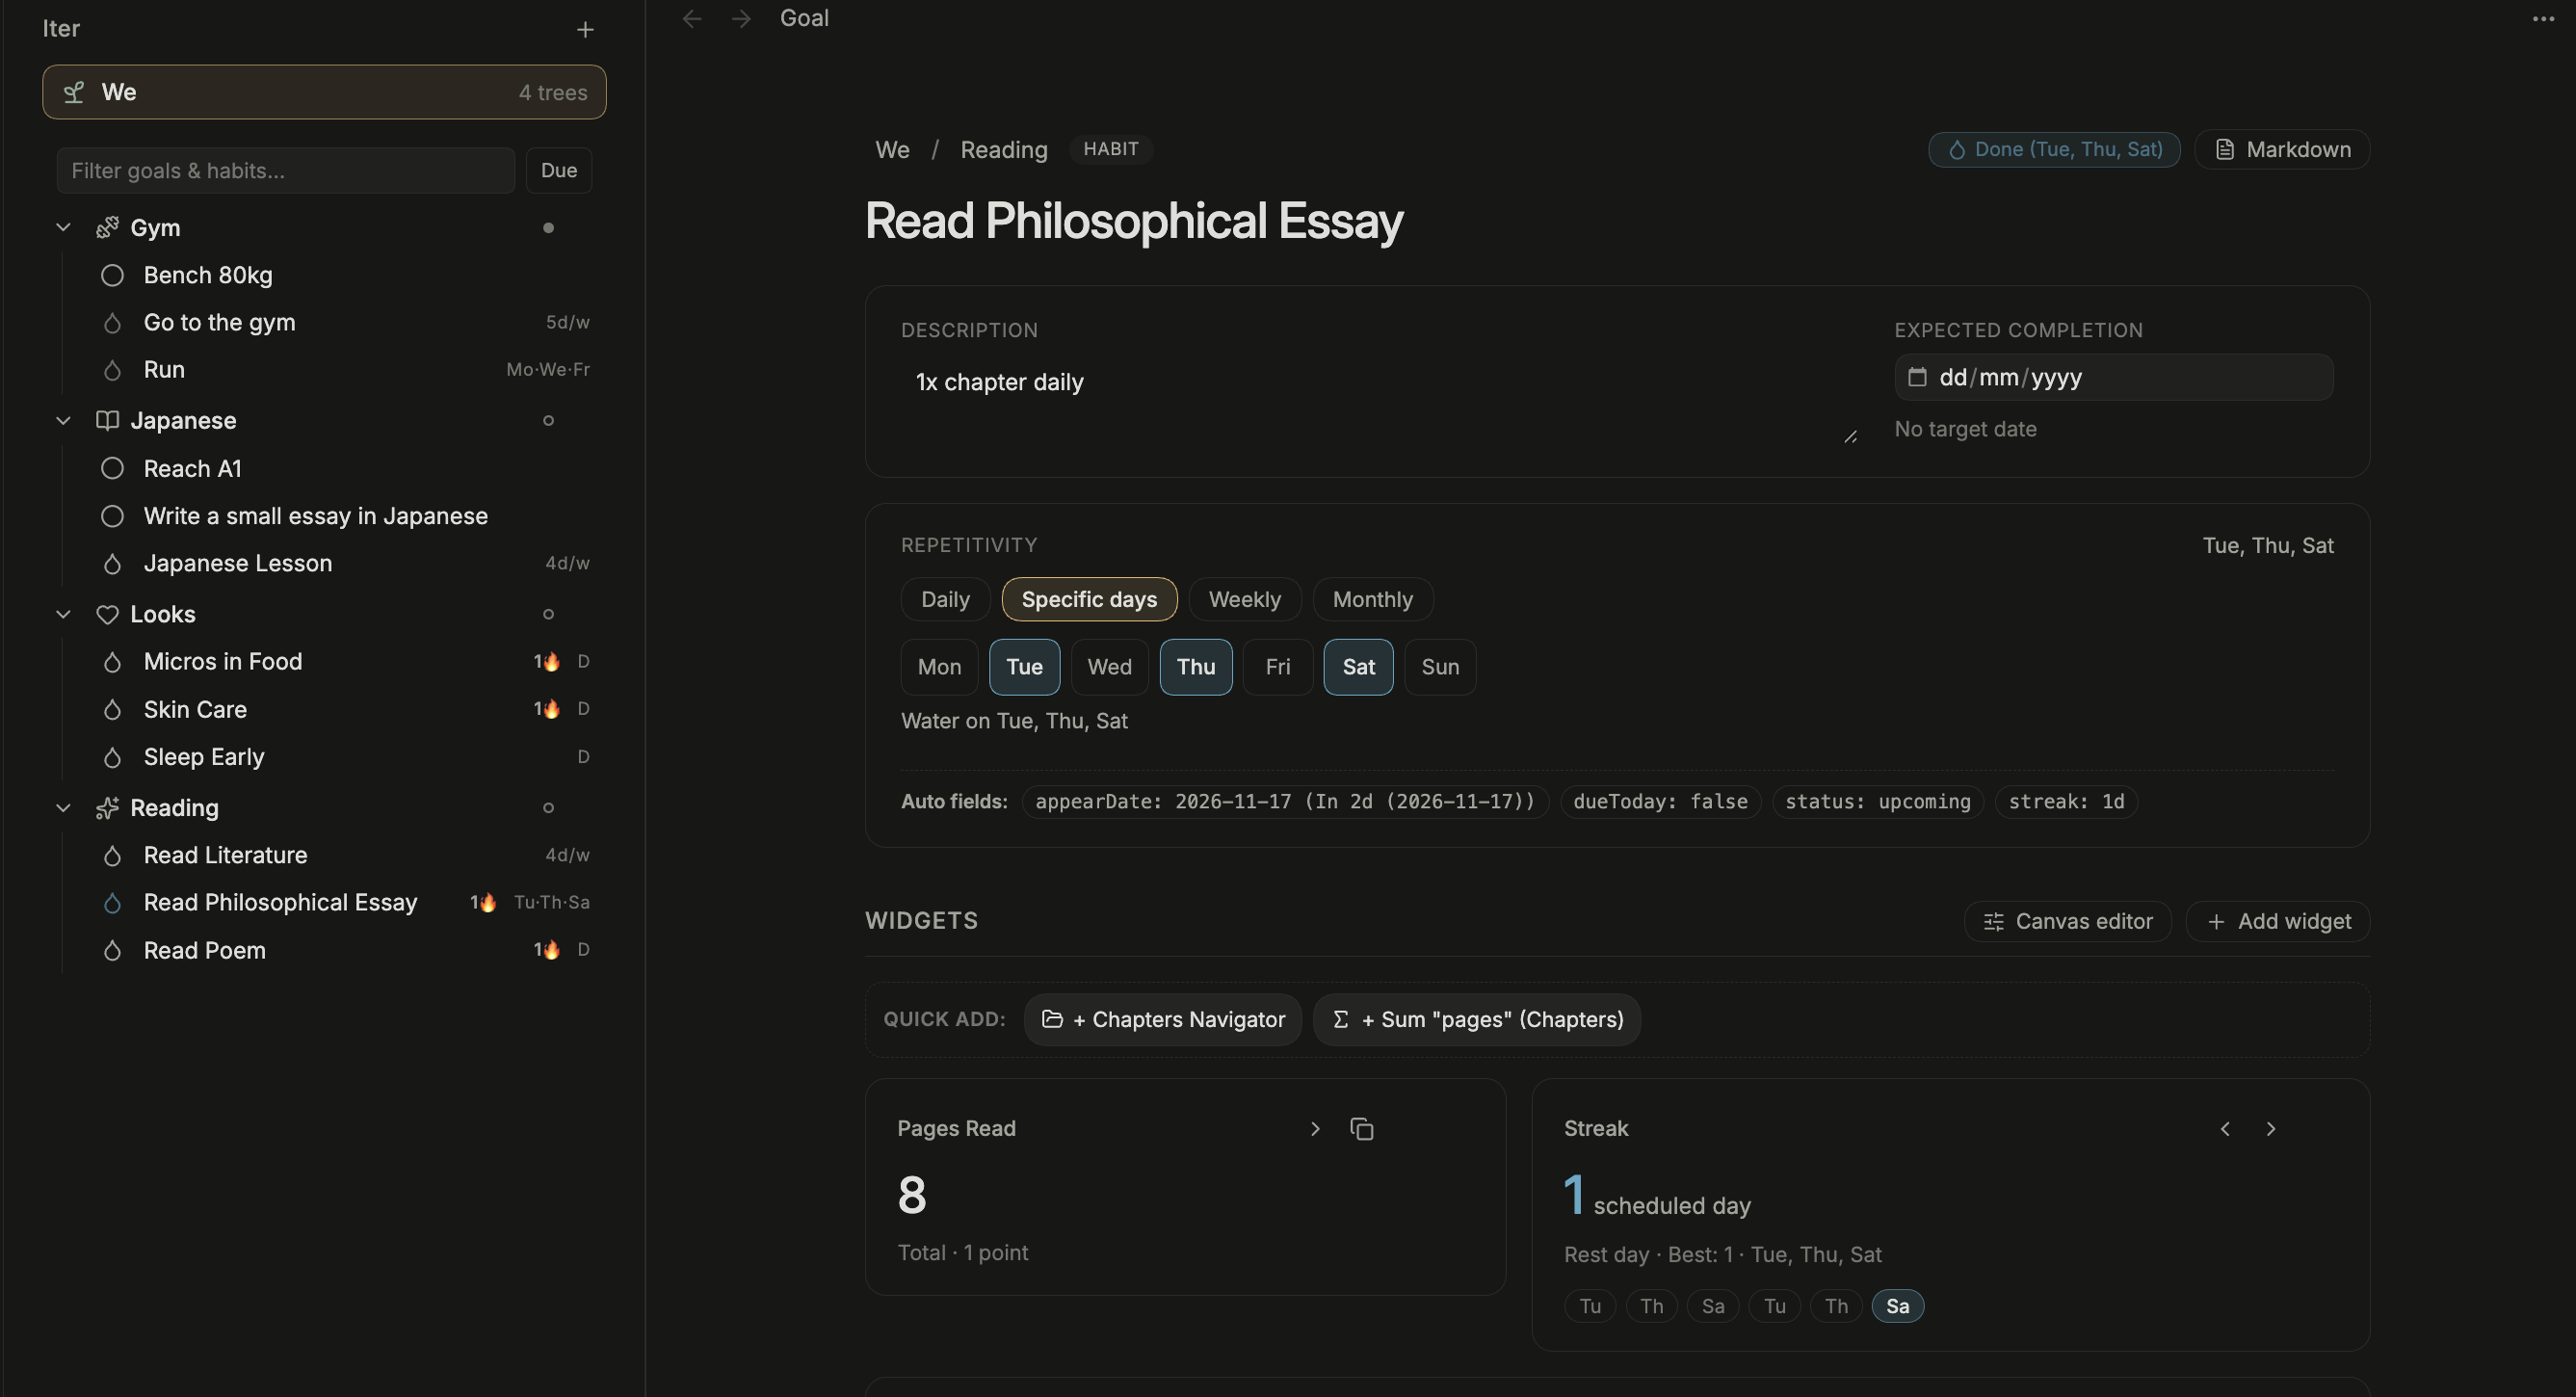 Iter
We
4 trees
Filter goals & habits...
Due
Gym
Bench 80kg
Go to the gym
5d/w
Run
Mo·We·Fr
Japanese
Reach A1
Write a small essay in Japanese
Japanese Lesson
4d/w
Looks
Micros in Food
1🔥 D
Skin Care
1🔥 D
Sleep Early
D
Reading
Read Literature
4d/w
Read Philosophical Essay
1🔥 Tu·Th·Sa
Read Poem
1🔥 D
Goal
We / Reading HABIT
Done (Tue, Thu, Sat)
Markdown
Read Philosophical Essay
DESCRIPTION
1x chapter daily
EXPECTED COMPLETION
dd/mm/yyyy
No target date
REPETITIVITY
Tue, Thu, Sat
Daily Specific days Weekly Monthly
Mon Tue Wed Thu Fri Sat Sun
Water on Tue, Thu, Sat
Auto fields: appearDate: 2026-11-17 (In 2d (2026-11-17)) dueToday: false status: upcoming streak: 1d
WIDGETS
Canvas editor
+ Add widget
QUICK ADD: + Chapters Navigator Σ + Sum "pages" (Chapters)
Pages Read
8
Total · 1 point
Streak
1 scheduled day
Rest day · Best: 1 · Tue, Thu, Sat
Tu Th Sa Tu Th Sa